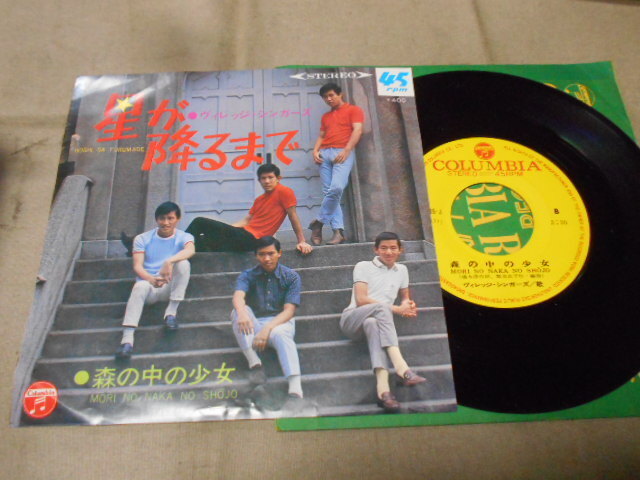 STEREO
45
rpm
¥400
星が
降るまで
●ヴィレッジ・シンガーズ
HOSHI GA FURUMADE
●森の中の少女
MORI NO NAKA NO SHOJO
Columbia
COLUMBIA
STEREO 45RPM
B
森の中の少女
MORI NO NAKA NO SHOJO
ヴィレッジ・シンガーズ/歌